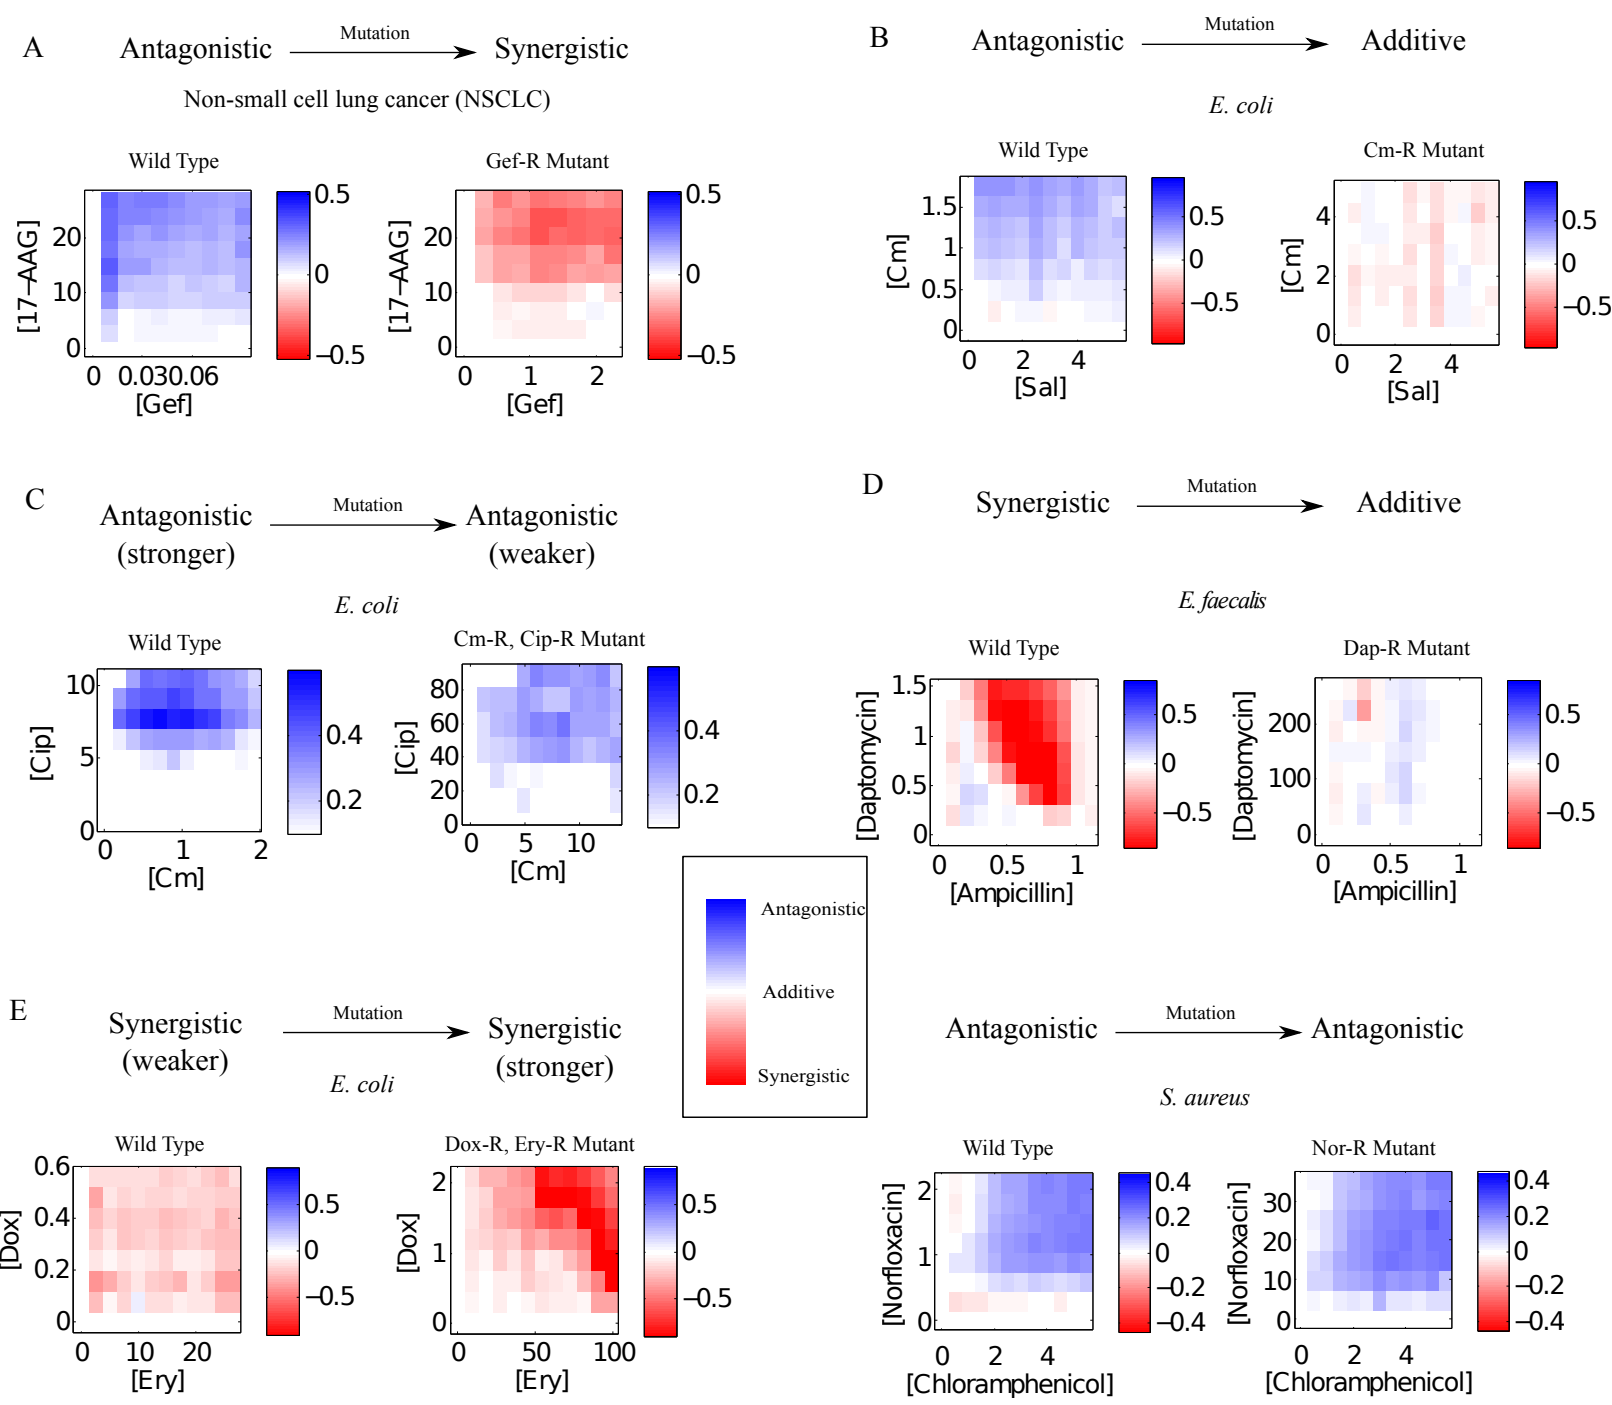 A
Antagonistic
Mutation
Synergistic
Non-small cell lung cancer (NSCLC)
Wild Type
[17−AAG]
20
10
0
0 0.030.06
[Gef]
0.5
0
−0.5
Gef-R Mutant
[17−AAG]
20
10
0
0 1 2
[Gef]
0.5
0
−0.5
B
Antagonistic
Mutation
Additive
E. coli
Wild Type
[Cm]
1.5
1
0.5
0
0 2 4
[Sal]
0.5
0
−0.5
Cm-R Mutant
[Cm]
4
2
0
0 2 4
[Sal]
0.5
0
−0.5
C
Antagonistic
(stronger)
Mutation
Antagonistic
(weaker)
E. coli
Wild Type
[Cip]
10
5
0
0 1 2
[Cm]
0.4
0.2
Cm-R, Cip-R Mutant
[Cip]
80
60
40
20
0
0 5 10
[Cm]
0.4
0.2
D
Synergistic
Mutation
Additive
E. faecalis
Wild Type
[Daptomycin]
1.5
1
0.5
0
0 0.5 1
[Ampicillin]
0.5
0
−0.5
Dap-R Mutant
[Daptomycin]
200
100
0
0 0.5 1
[Ampicillin]
0.5
0
−0.5
Antagonistic
Additive
Synergistic
E
Synergistic
(weaker)
Mutation
Synergistic
(stronger)
E. coli
Wild Type
[Dox]
0.6
0.4
0.2
0
0 10 20
[Ery]
0.5
0
−0.5
Dox-R, Ery-R Mutant
[Dox]
2
1
0
0 50 100
[Ery]
0.5
0
−0.5
Antagonistic
Mutation
Antagonistic
S. aureus
Wild Type
[Norfloxacin]
2
1
0
0 2 4
[Chloramphenicol]
0.4
0.2
0
−0.2
−0.4
Nor-R Mutant
[Norfloxacin]
30
20
10
0
0 2 4
[Chloramphenicol]
0.4
0.2
0
−0.2
−0.4